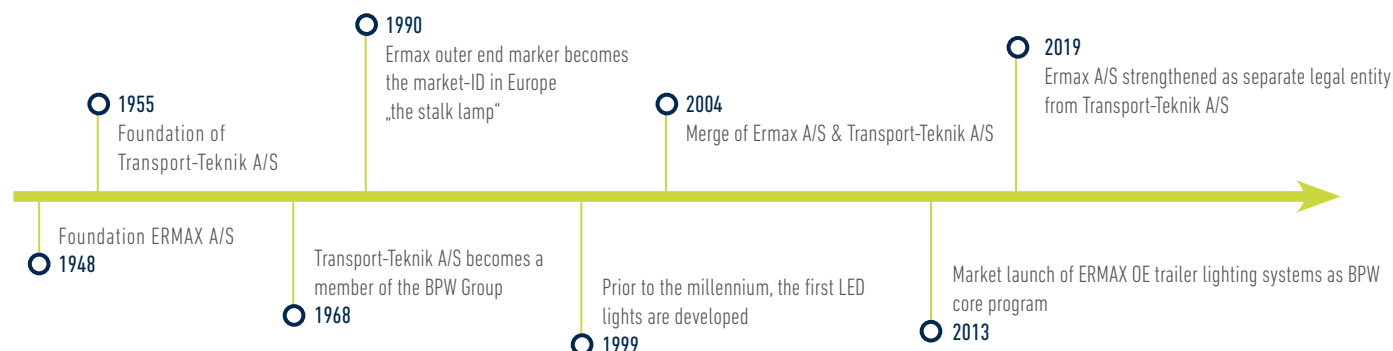 1990
Ermax outer end marker becomes
the market-ID in Europe
„the stalk lamp“
2019
Ermax A/S strengthened as separate legal entity
from Transport-Teknik A/S
1955
Foundation of
Transport-Teknik A/S
2004
Merge of Ermax A/S & Transport-Teknik A/S
Foundation ERMAX A/S
1948
Transport-Teknik A/S becomes a
member of the BPW Group
1968
Prior to the millennium, the first LED
lights are developed
1999
Market launch of ERMAX OE trailer lighting systems as BPW
core program
2013